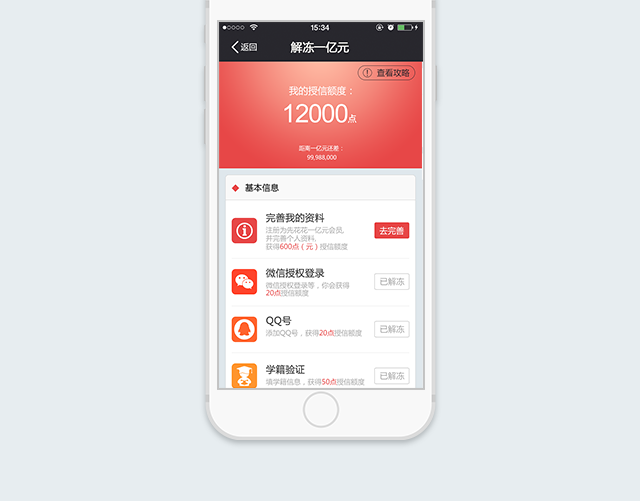 15:34
返回
解冻一亿元
查看攻略
我的授信额度：
12000点
距离一亿元还差：
99,988,000
基本信息
完善我的资料
注册为先花花一亿元会员,
并完善个人资料,
获得600点（元）授信额度
去完善
微信授权登录
微信授权登录等，你会获得
20点授信额度
已解冻
QQ号
添加QQ号，获得20点授信额度
已解冻
学籍验证
填学籍信息，获得50点授信额度
已解冻